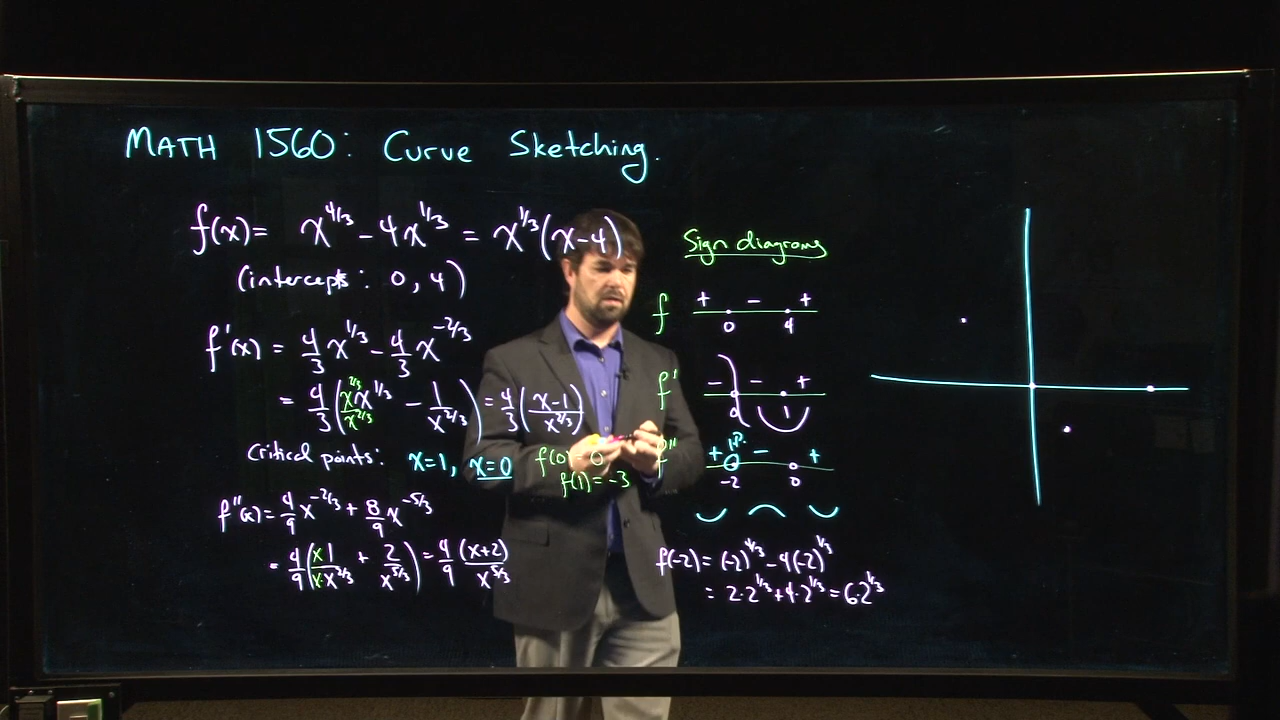 MATH 1560: Curve Sketching.
f(x) = x^{4/3} - 4x^{1/3} = x^{1/3}(x-4)
(intercepts: 0, 4)
f'(x) = 4/3 x^{1/3} - 4/3 x^{-2/3}
= 4/3 (x^{2/3}/x^{2/3} x^{1/3} - 1/x^{2/3}) = 4/3 (x-1/x^{2/3})
Critical points: x=1, x=0 f(0)=0
f(1)=-3
f''(x) = 4/9 x^{-2/3} + 8/9 x^{-5/3}
= 4/9 (x/x 1/x^{2/3} + 2/x^{5/3}) = 4/9 (x+2)/x^{5/3}
Sign diagrams
f + - +
0 4
f' - - +
0 1
I.P.
f'' + - +
-2 0
f(-2) = (-2)^{4/3} - 4(-2)^{1/3}
= 2·2^{1/3} + 4·2^{1/3} = 6·2^{1/3}